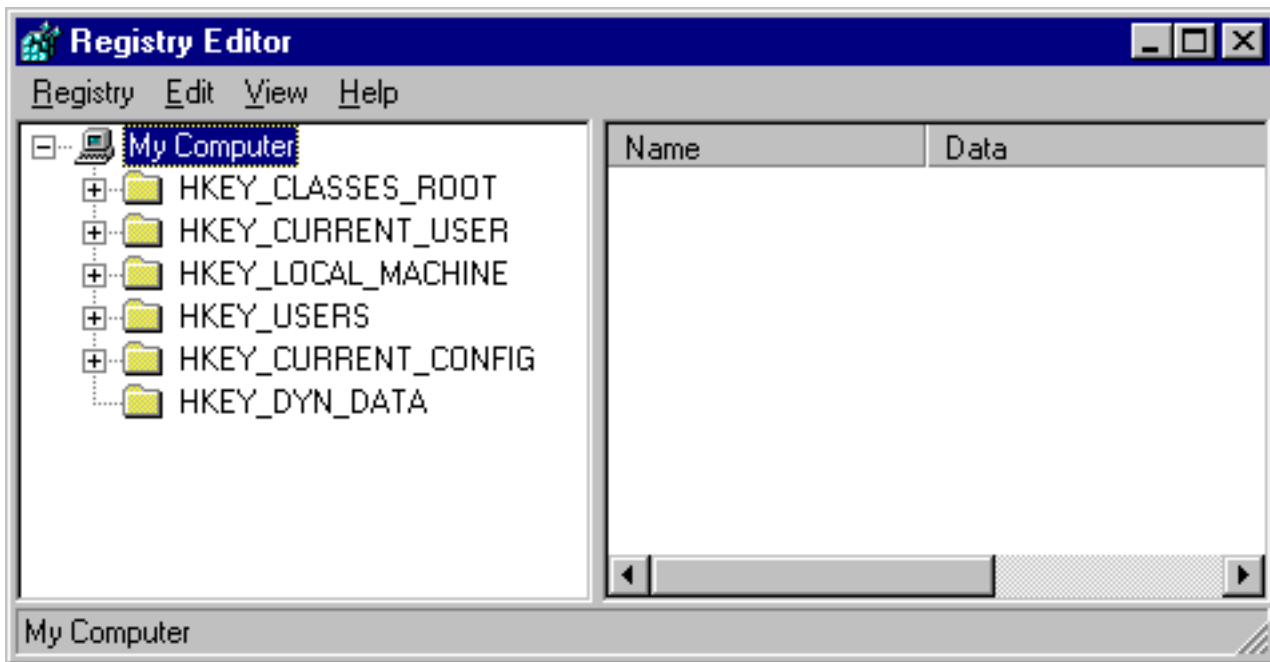 Registry Editor
Registry Edit View Help
My Computer
HKEY_CLASSES_ROOT
HKEY_CURRENT_USER
HKEY_LOCAL_MACHINE
HKEY_USERS
HKEY_CURRENT_CONFIG
HKEY_DYN_DATA
Name Data
My Computer